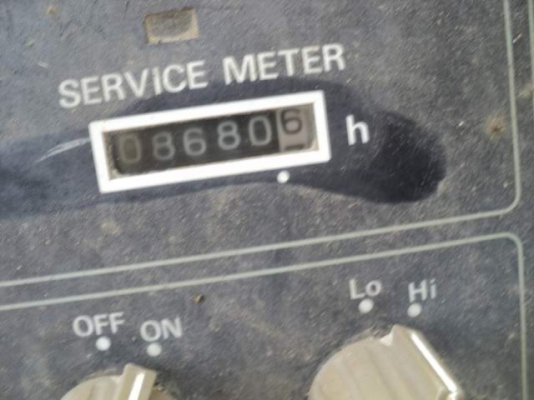 SERVICE METER
086806 h
Lo Hi
OFF ON